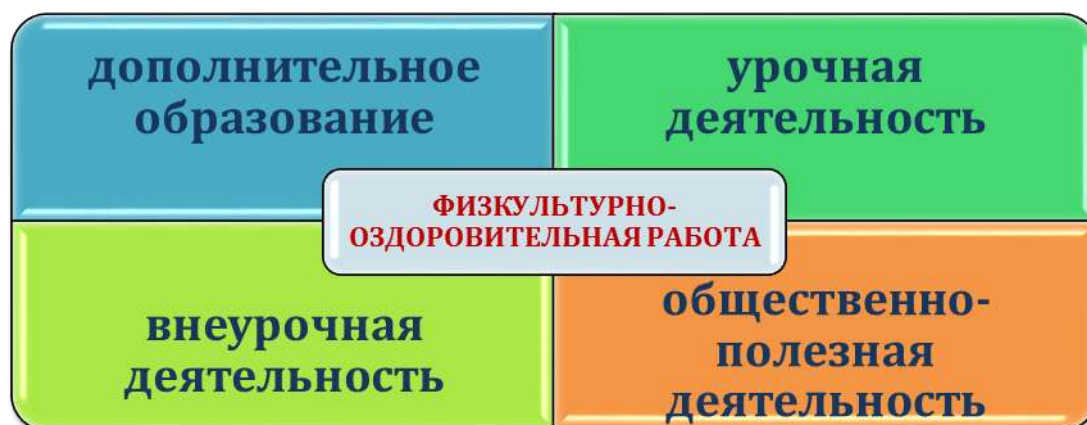 дополнительное
образование
урочная
деятельность
ФИЗКУЛЬТУРНО-
ОЗДОРОВИТЕЛЬНАЯ РАБОТА
внеурочная
деятельность
общественно-
полезная
деятельность